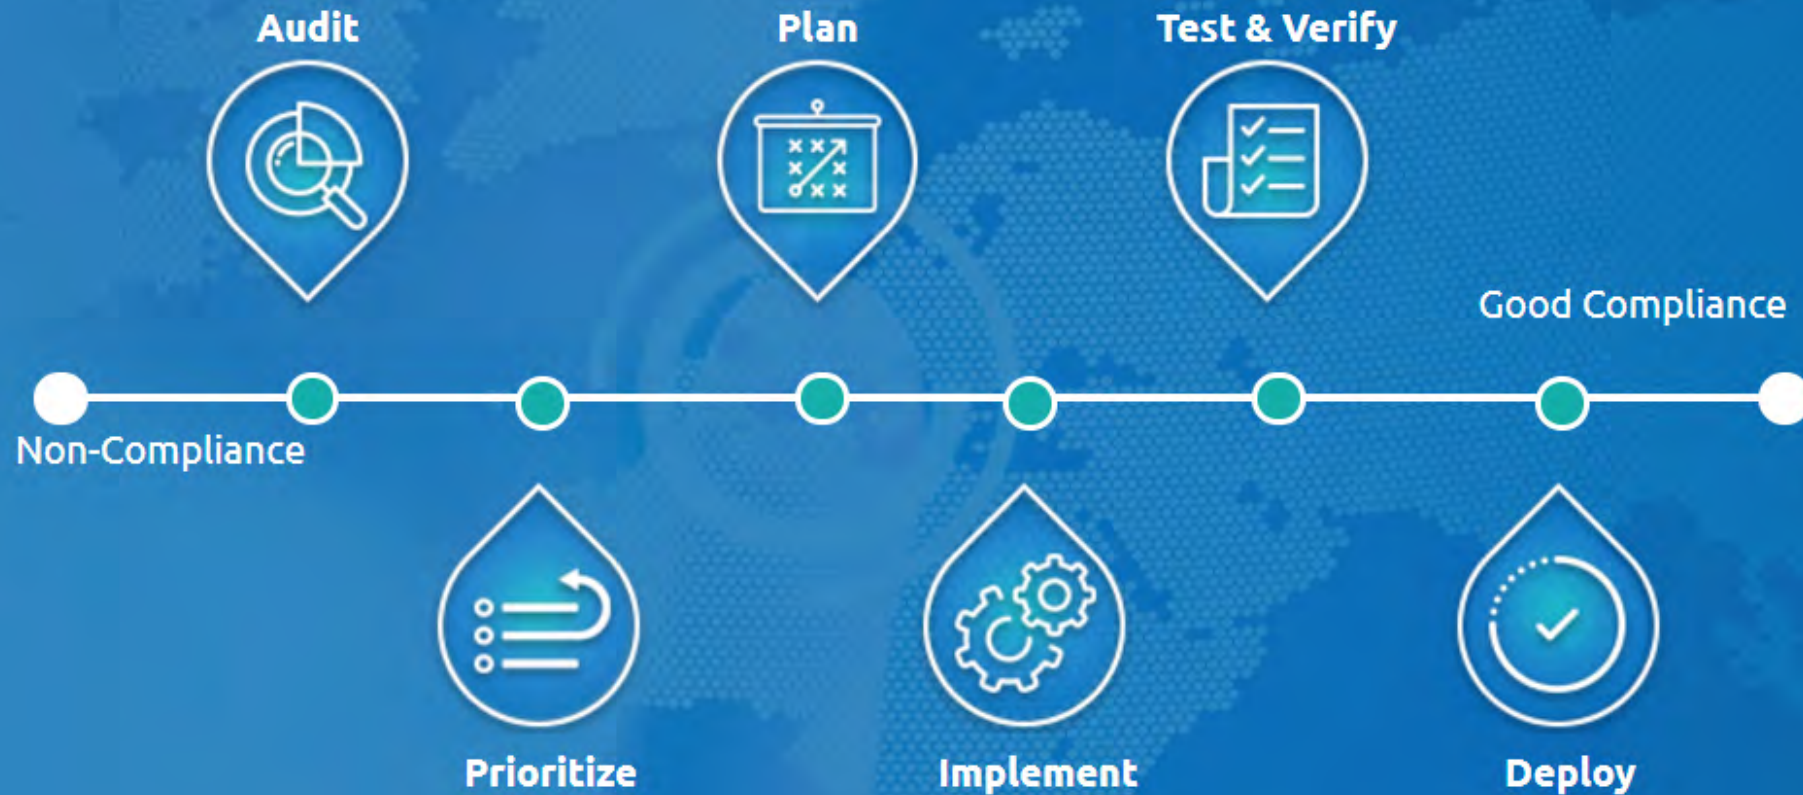 Audit
Plan
Test & Verify
Good Compliance
Non-Compliance
Prioritize
Implement
Deploy